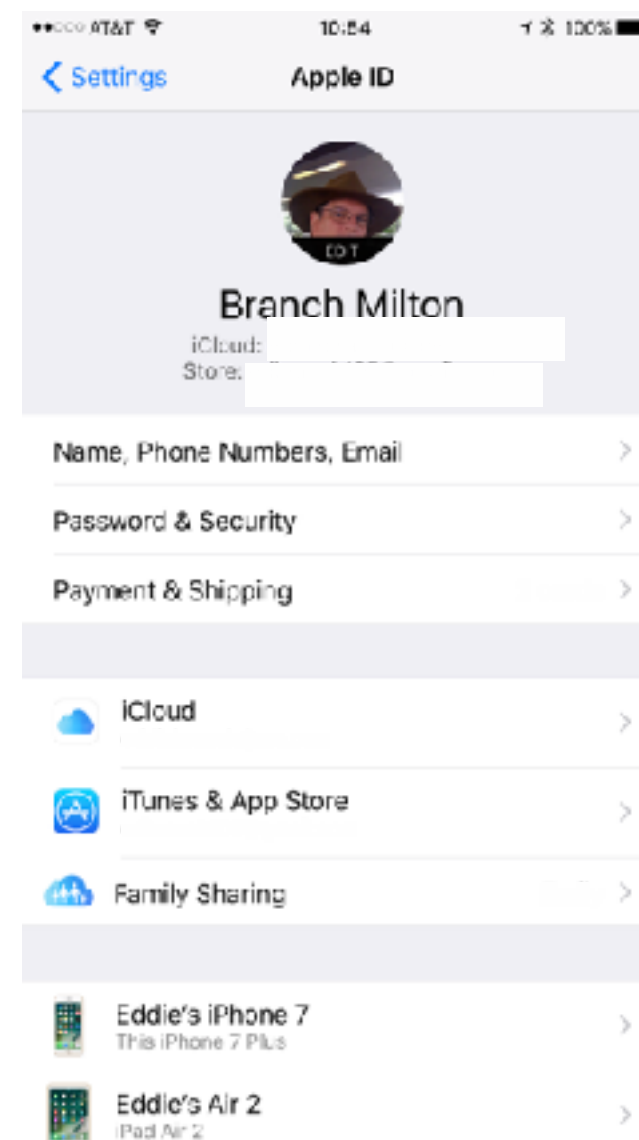 AT&T 10:54 100%
Settings Apple ID
EDIT
Branch Milton
iCloud:
Store:
Name, Phone Numbers, Email
Password & Security
Payment & Shipping
iCloud
iTunes & App Store
Family Sharing
Eddie's iPhone 7
This iPhone 7 Plus
Eddie's Air 2
iPad Air 2